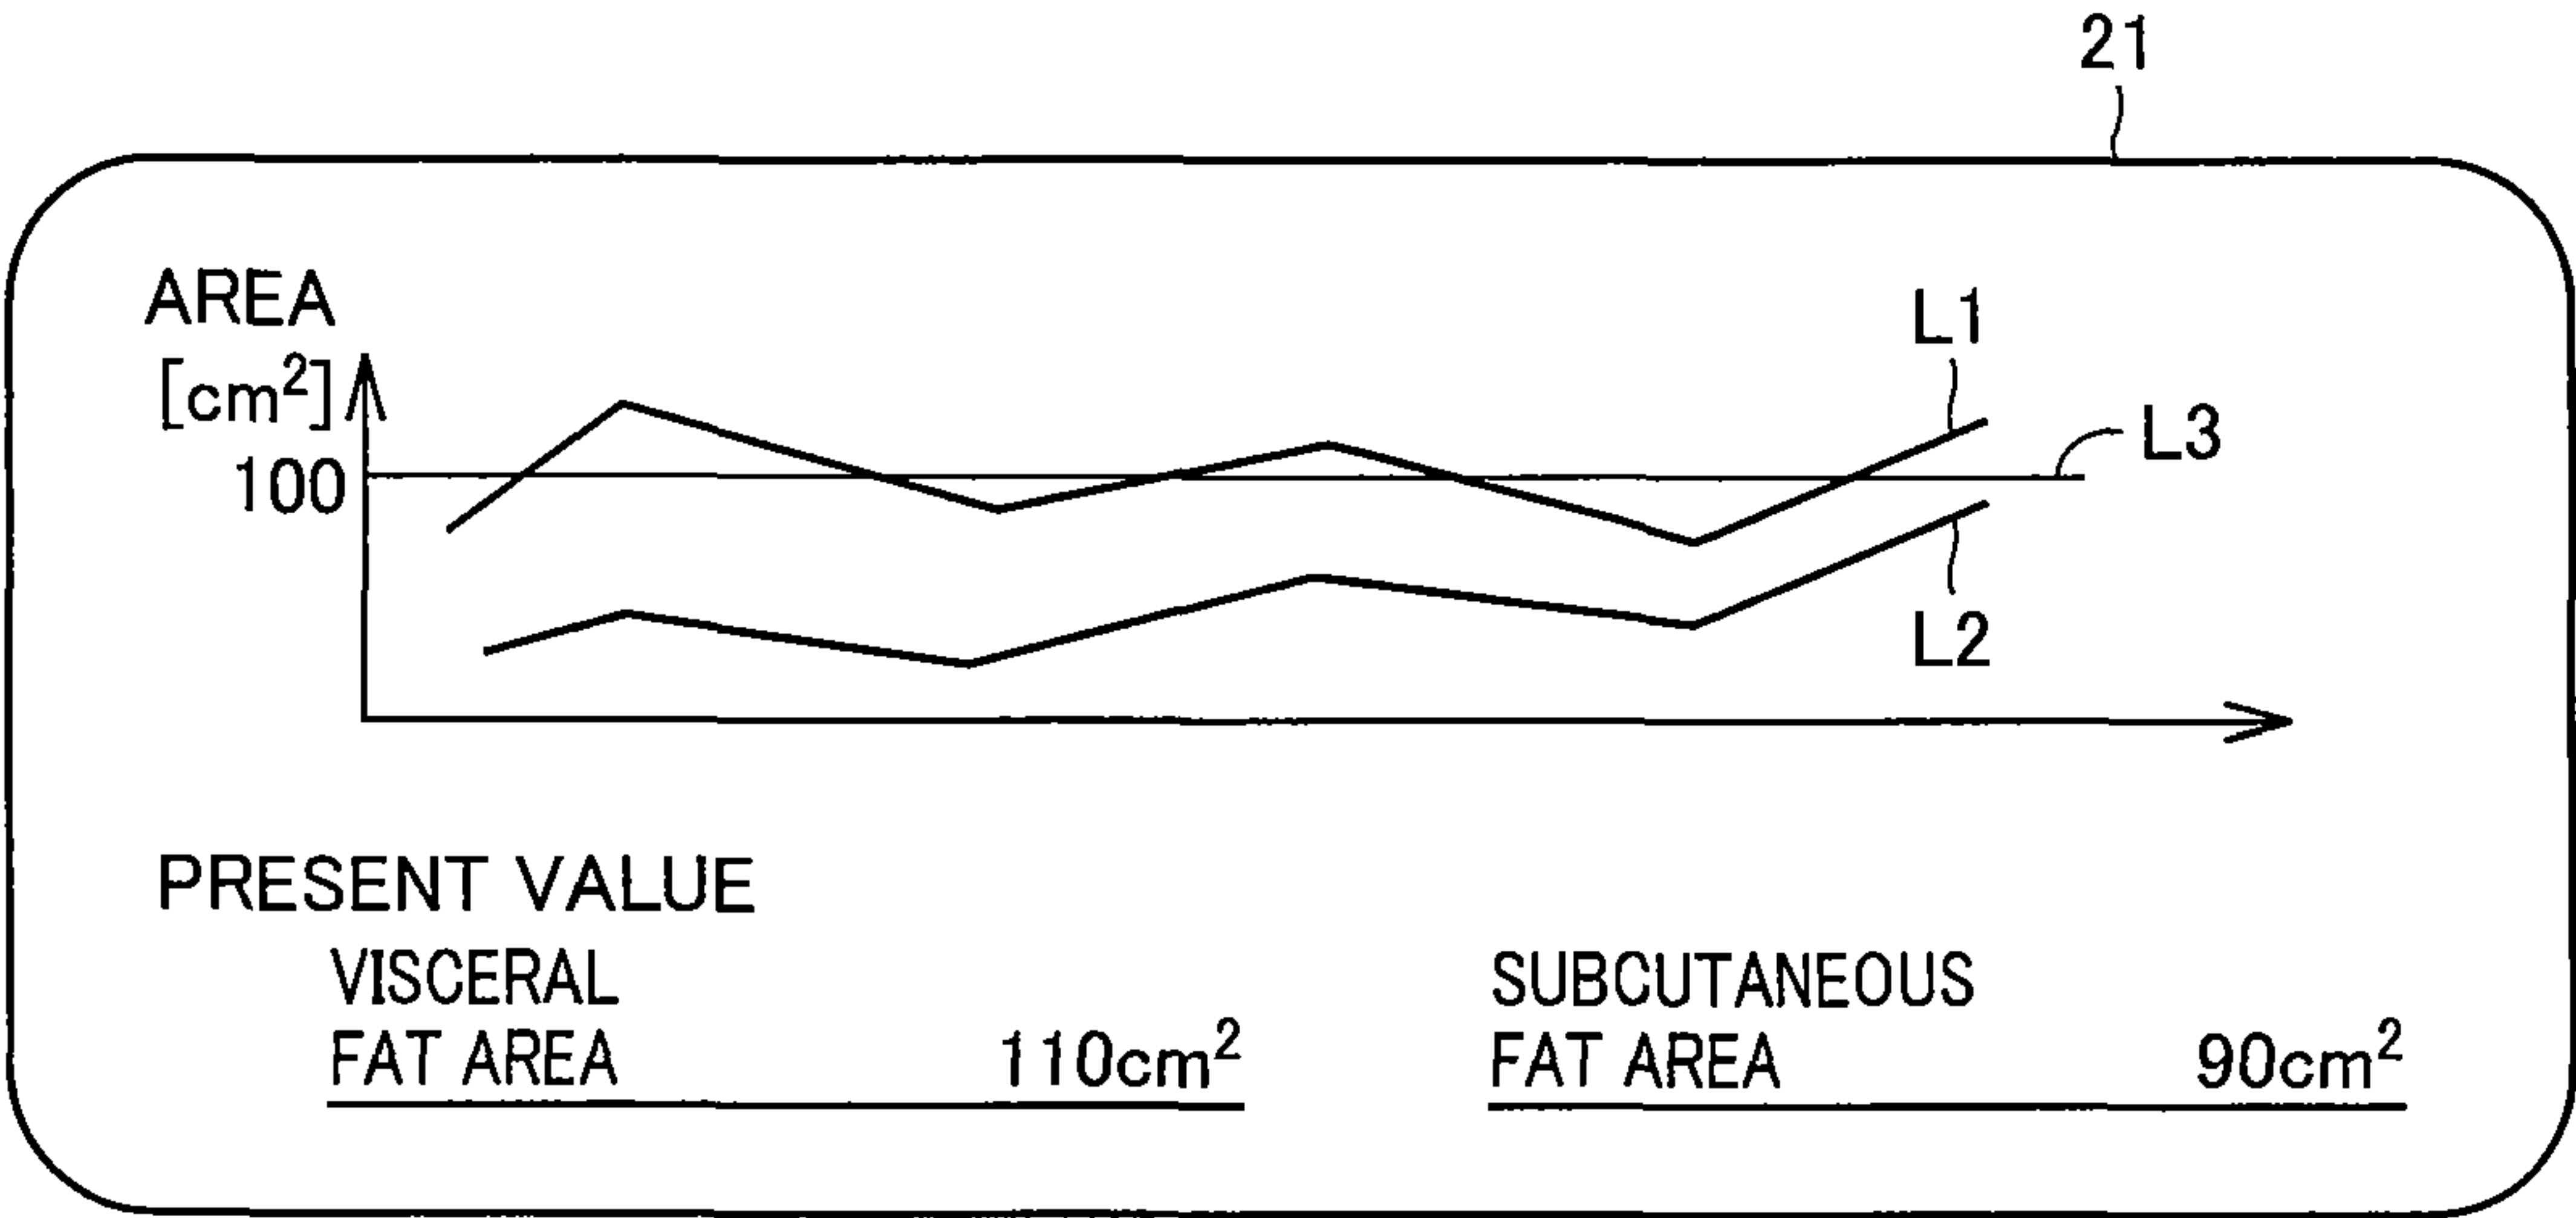 21
AREA
[cm²]
100
L1
L3
L2
PRESENT VALUE
VISCERAL
FAT AREA 110cm²
SUBCUTANEOUS
FAT AREA 90cm²